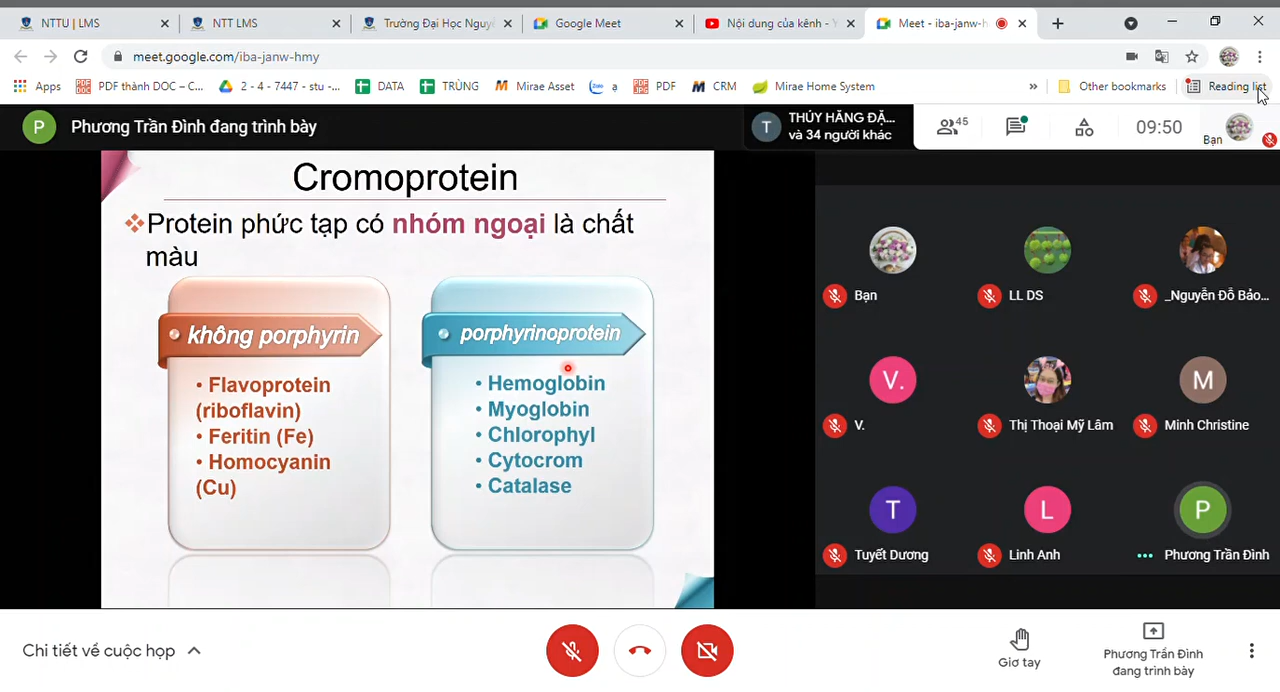 NTTU | LMS
NTT LMS
Trường Đại Học Nguy
Google Meet
Nội dung của kênh - Y
Meet - iba-janw-h
meet.google.com/iba-janw-hmy
Apps
PDF thành DOC – C...
2 - 4 - 7447 - stu -...
DATA
TRÙNG
Mirae Asset
Zalo
ạ
PDF
CRM
Mirae Home System
»
Other bookmarks
Reading list
P
Phương Trần Đình đang trình bày
T
THÚY HẰNG ĐẶ...
và 34 người khác
45
09:50
Bạn
Cromoprotein
Protein phức tạp có nhóm ngoại là chất
màu
không porphyrin
• Flavoprotein
(riboflavin)
• Feritin (Fe)
• Homocyanin
(Cu)
porphyrinoprotein
• Hemoglobin
• Myoglobin
• Chlorophyl
• Cytocrom
• Catalase
Bạn
LL DS
_Nguyễn Đỗ Bảo...
V.
M
V.
Thị Thoại Mỹ Lâm
Minh Christine
T
L
P
Tuyết Dương
Linh Anh
Phương Trần Đình
Chi tiết về cuộc họp
Giơ tay
Phương Trần Đình
đang trình bày